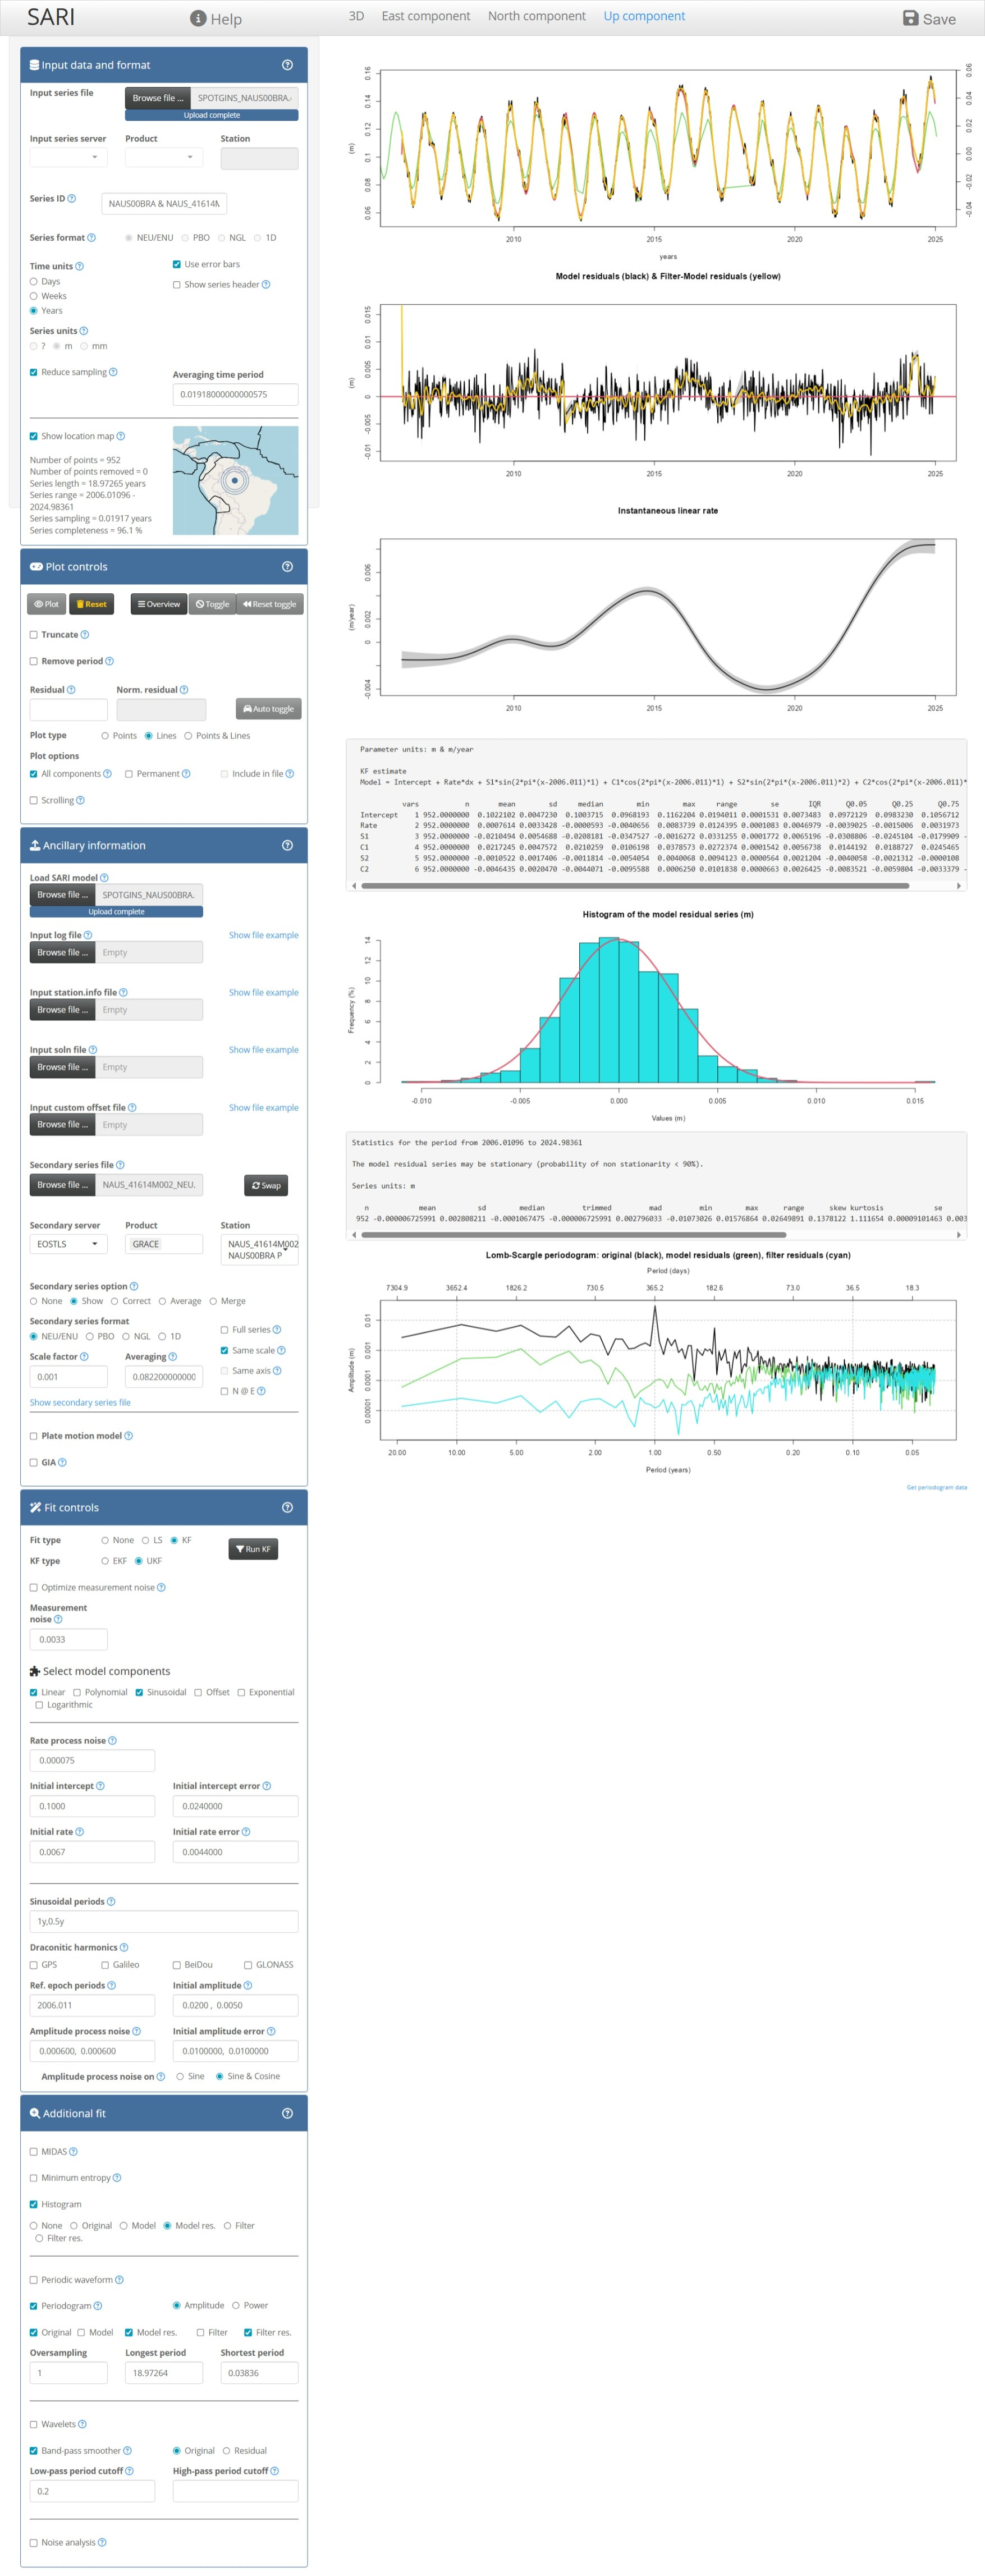 SARI
Help
3D East component North component Up component
Save
Input data and format
Input series file
Browse file ... SPOTGINS_NAUS00BRA.
Upload complete
Input series server Product Station
Series ID
NAUS00BRA & NAUS_41614M
Series format NEU/ENU PBO NGL 1D
Time units
Days
Weeks
Years
Use error bars
Show series header
Series units
? m mm
Reduce sampling
Averaging time period
0.01918000000000575
Show location map
Number of points = 952
Number of points removed = 0
Series length = 18.97265 years
Series range = 2006.01096 -
2024.98361
Series sampling = 0.01917 years
Series completeness = 96.1 %
Plot controls
Plot Reset Overview Toggle Reset toggle
Truncate
Remove period
Residual Norm. residual
Auto toggle
Plot type Points Lines Points & Lines
Plot options
All components Permanent Include in file
Scrolling
Ancillary information
Load SARI model
Browse file ... SPOTGINS_NAUS00BRA.
Upload complete
Input log file Show file example
Browse file ... Empty
Input station.info file Show file example
Browse file ... Empty
Input soln file Show file example
Browse file ... Empty
Input custom offset file Show file example
Browse file ... Empty
Secondary series file
Browse file ... NAUS_41614M002_NEU. Swap
Secondary server Product Station
EOSTLS GRACE NAUS_41614M002
NAUS00BRA P
Secondary series option
None Show Correct Average Merge
Secondary series format
NEU/ENU PBO NGL 1D
Full series
Same scale
Same axis
N @ E
Scale factor Averaging
0.001 0.082200000000
Show secondary series file
Plate motion model
GIA
Fit controls
Fit type None LS KF
Run KF
KF type EKF UKF
Optimize measurement noise
Measurement
noise
0.0033
Select model components
Linear Polynomial Sinusoidal Offset Exponential
Logarithmic
Rate process noise
0.000075
Initial intercept Initial intercept error
0.1000 0.0240000
Initial rate Initial rate error
0.0067 0.0044000
Sinusoidal periods
1y,0.5y
Draconitic harmonics
GPS Galileo BeiDou GLONASS
Ref. epoch periods Initial amplitude
2006.011 0.0200 , 0.0050
Amplitude process noise Initial amplitude error
0.000600, 0.000600 0.0100000, 0.0100000
Amplitude process noise on Sine Sine & Cosine
Additional fit
MIDAS
Minimum entropy
Histogram
None Original Model Model res. Filter
Filter res.
Periodic waveform
Periodogram Amplitude Power
Original Model Model res. Filter Filter res.
Oversampling Longest period Shortest period
1 18.97264 0.03836
Wavelets
Band-pass smoother Original Residual
Low-pass period cutoff High-pass period cutoff
0.2
Noise analysis
0.16
0.14
0.12
0.1
0.08
0.06
(m)
0.06
0.04
0.02
0.00
-0.02
-0.04
2010 2015 2020 2025
years
Model residuals (black) & Filter-Model residuals (yellow)
0.015
0.01
0.005
0
-0.005
-0.01
(m)
2010 2015 2020 2025
Instantaneous linear rate
0.006
0.002
0
-0.004
(m/year)
2010 2015 2020 2025
Parameter units: m & m/year
KF estimate
Model = Intercept + Rate*dx + S1*sin(2*pi*(x-2006.011)*1) + C1*cos(2*pi*(x-2006.011)*1) + S2*sin(2*pi*(x-2006.011)*2) + C2*cos(2*pi*(x-2006.011)*
vars n mean sd median min max range se IQR Q0.05 Q0.25 Q0.75
Intercept 1 952.0000000 0.1022102 0.0047230 0.1003715 0.0968193 0.1162204 0.0194011 0.0001531 0.0073483 0.0972129 0.0983230 0.1056712
Rate 2 952.0000000 0.0007614 0.0033428 -0.0000593 -0.0040656 0.0083739 0.0124395 0.0001083 0.0046979 -0.0039025 -0.0015006 0.0031973
S1 3 952.0000000 -0.0210494 0.0054688 -0.0208181 -0.0347527 -0.0016272 0.0331255 0.0001772 0.0065196 -0.0308806 -0.0245104 -0.0179909 -
C1 4 952.0000000 0.0217245 0.0047572 0.0210259 0.0106198 0.0378573 0.0272374 0.0001542 0.0056738 0.0144192 0.0188727 0.0245465
S2 5 952.0000000 -0.0010522 0.0017406 -0.0011814 -0.0054054 0.0040068 0.0094123 0.0000564 0.0021204 -0.0040058 -0.0021312 -0.0000108
C2 6 952.0000000 -0.0046435 0.0020470 -0.0044071 -0.0095588 0.0006250 0.0101838 0.0000663 0.0026425 -0.0083521 -0.0059804 -0.0033379 -
Histogram of the model residual series (m)
14
12
10
8
6
4
2
0
Frequency (%)
-0.010 -0.005 0.000 0.005 0.010 0.015
Values (m)
Statistics for the period from 2006.01096 to 2024.98361
The model residual series may be stationary (probability of non stationarity < 90%).
Series units: m
n mean sd median trimmed mad min max range skew kurtosis se
952 -0.000006725991 0.002808211 -0.0001067475 -0.000006725991 0.002796033 -0.01073026 0.01576864 0.02649891 0.1378122 1.111654 0.00009101463 0.003
Lomb-Scargle periodogram: original (black), model residuals (green), filter residuals (cyan)
Period (days)
7304.9 3652.4 1826.2 730.5 365.2 182.6 73.0 36.5 18.3
0.01
0.001
0.0001
0.00001
Amplitude (m)
20.00 10.00 5.00 2.00 1.00 0.50 0.20 0.10 0.05
Period (years)
Get periodogram data